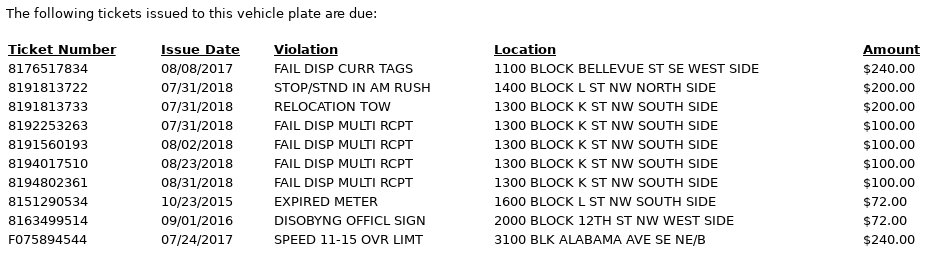 The following tickets issued to this vehicle plate are due:
Ticket Number Issue Date Violation Location Amount
8176517834 08/08/2017 FAIL DISP CURR TAGS 1100 BLOCK BELLEVUE ST SE WEST SIDE $240.00
8191813722 07/31/2018 STOP/STND IN AM RUSH 1400 BLOCK L ST NW NORTH SIDE $200.00
8191813733 07/31/2018 RELOCATION TOW 1300 BLOCK K ST NW SOUTH SIDE $200.00
8192253263 07/31/2018 FAIL DISP MULTI RCPT 1300 BLOCK K ST NW SOUTH SIDE $100.00
8191560193 08/02/2018 FAIL DISP MULTI RCPT 1300 BLOCK K ST NW SOUTH SIDE $100.00
8194017510 08/23/2018 FAIL DISP MULTI RCPT 1300 BLOCK K ST NW SOUTH SIDE $100.00
8194802361 08/31/2018 FAIL DISP MULTI RCPT 1300 BLOCK K ST NW SOUTH SIDE $100.00
8151290534 10/23/2015 EXPIRED METER 1600 BLOCK L ST NW SOUTH SIDE $72.00
8163499514 09/01/2016 DISOBYNG OFFICL SIGN 2000 BLOCK 12TH ST NW WEST SIDE $72.00
F075894544 07/24/2017 SPEED 11-15 OVR LIMT 3100 BLK ALABAMA AVE SE NE/B $240.00